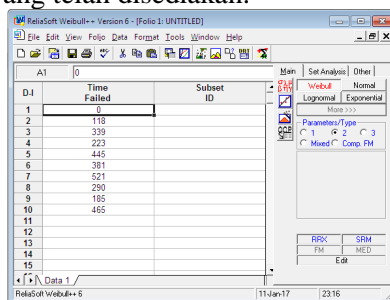 ang telah disediakan.
ReliaSoft Weibull++ Version 6 - [Folio 1: UNTITLED]
File Edit View Folio Data Format Tools Window Help
A1 0
D-I Time Failed Subset ID
1 0
2 118
3 339
4 223
5 445
6 381
7 521
8 290
9 185
10 465
11
12
13
14
15
Data 1
Main Set Analysis Other
Weibull Normal
Lognormal Exponential
More >>>
Parameters/Type
1 2 3
Mixed Comp. FM
QCP
RRX SRM
FM MED
Edit
ReliaSoft Weibull++ 6 11-Jan-17 23:16